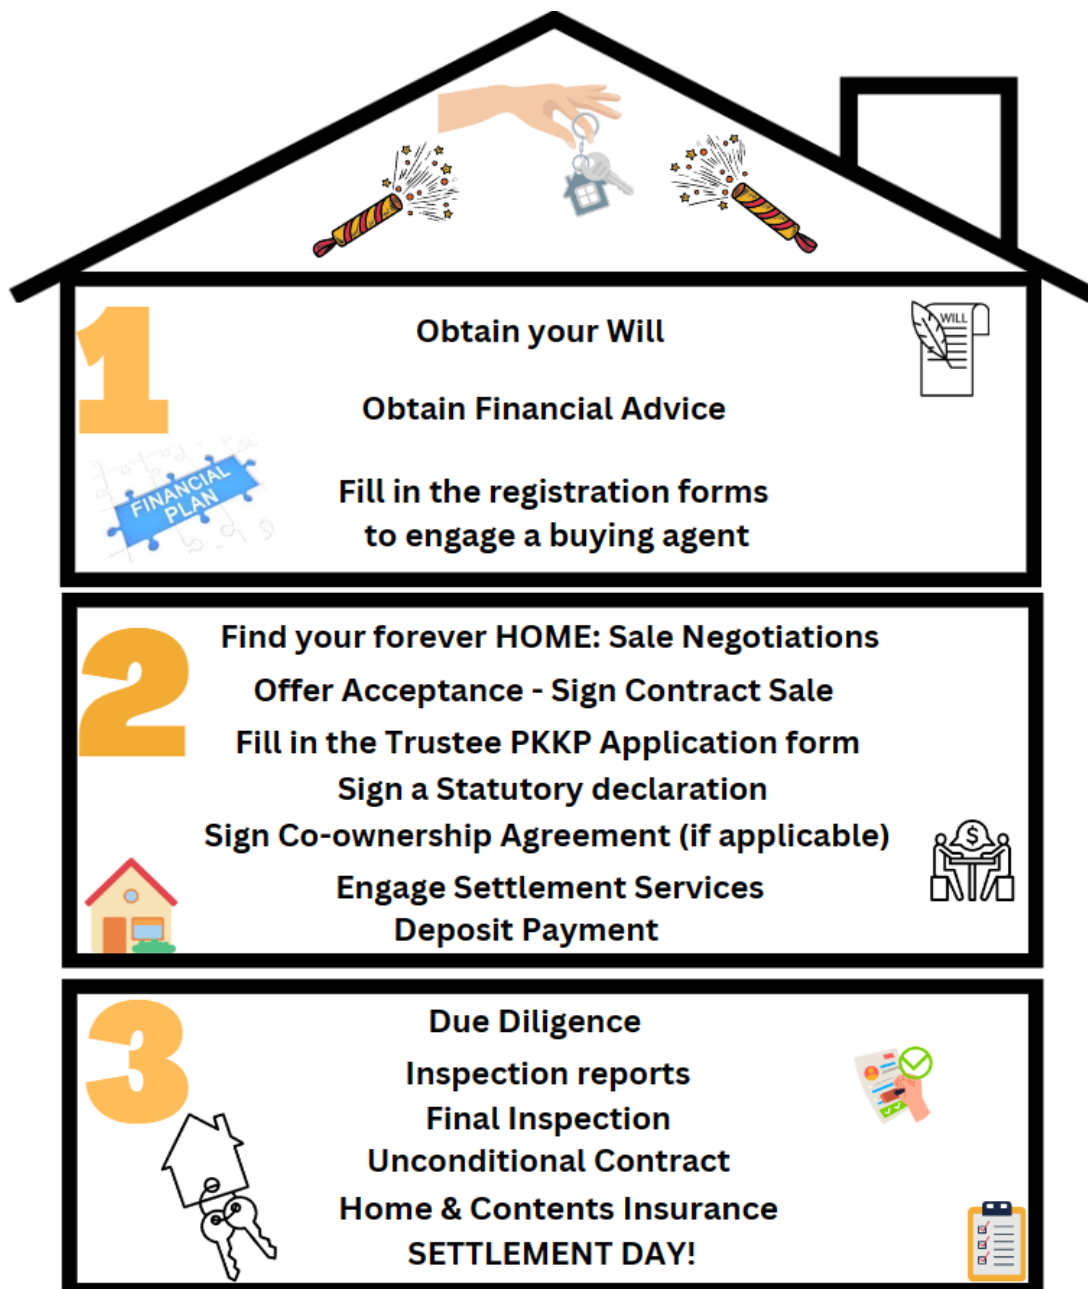 1
WILL
Obtain your Will
Obtain Financial Advice
FINANCIAL
PLAN
Fill in the registration forms
to engage a buying agent
2
Find your forever HOME: Sale Negotiations
Offer Acceptance - Sign Contract Sale
Fill in the Trustee PKKP Application form
Sign a Statutory declaration
Sign Co-ownership Agreement (if applicable)
$
Engage Settlement Services
Deposit Payment
3
Due Diligence
Inspection reports
Final Inspection
Unconditional Contract
Home & Contents Insurance
SETTLEMENT DAY!